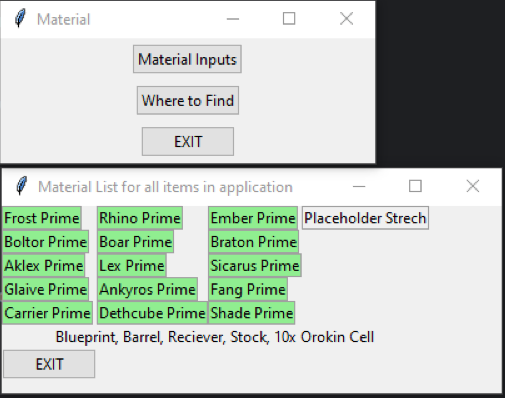 Material
Material Inputs
Where to Find
EXIT
Material List for all items in application
Frost Prime Rhino Prime Ember Prime Placeholder Strech
Boltor Prime Boar Prime Braton Prime
Aklex Prime Lex Prime Sicarus Prime
Glaive Prime Ankyros Prime Fang Prime
Carrier Prime Dethcube Prime Shade Prime
Blueprint, Barrel, Reciever, Stock, 10x Orokin Cell
EXIT